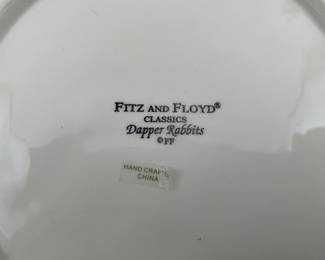 FITZ AND FLOYD®
CLASSICS
Dapper Rabbits
©FF
HAND CRAFTED
CHINA